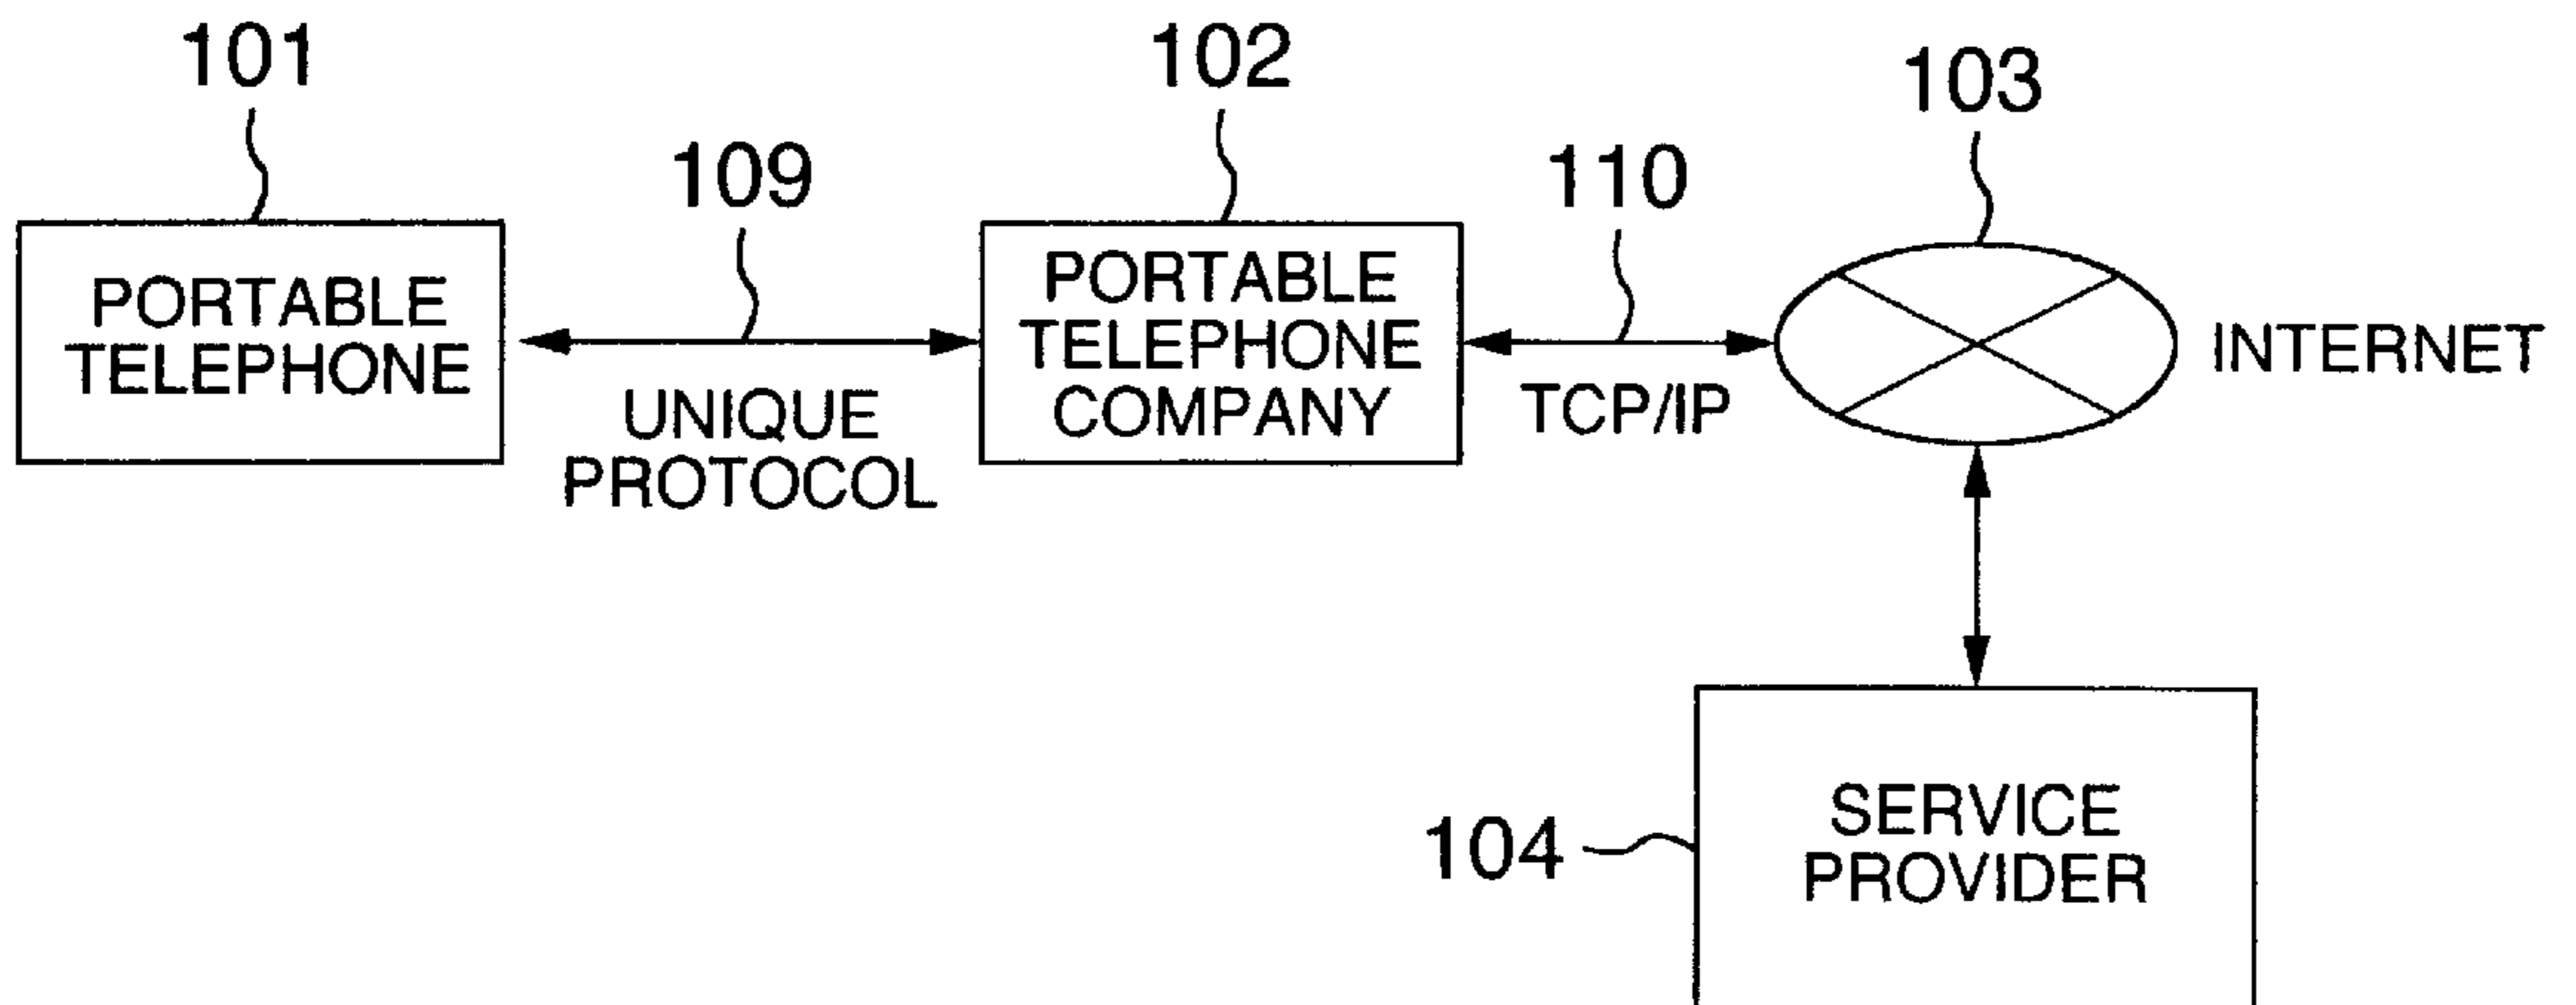 101
102
103
109
110
PORTABLE
TELEPHONE
PORTABLE
TELEPHONE
COMPANY
INTERNET
UNIQUE
PROTOCOL
TCP/IP
104
SERVICE
PROVIDER